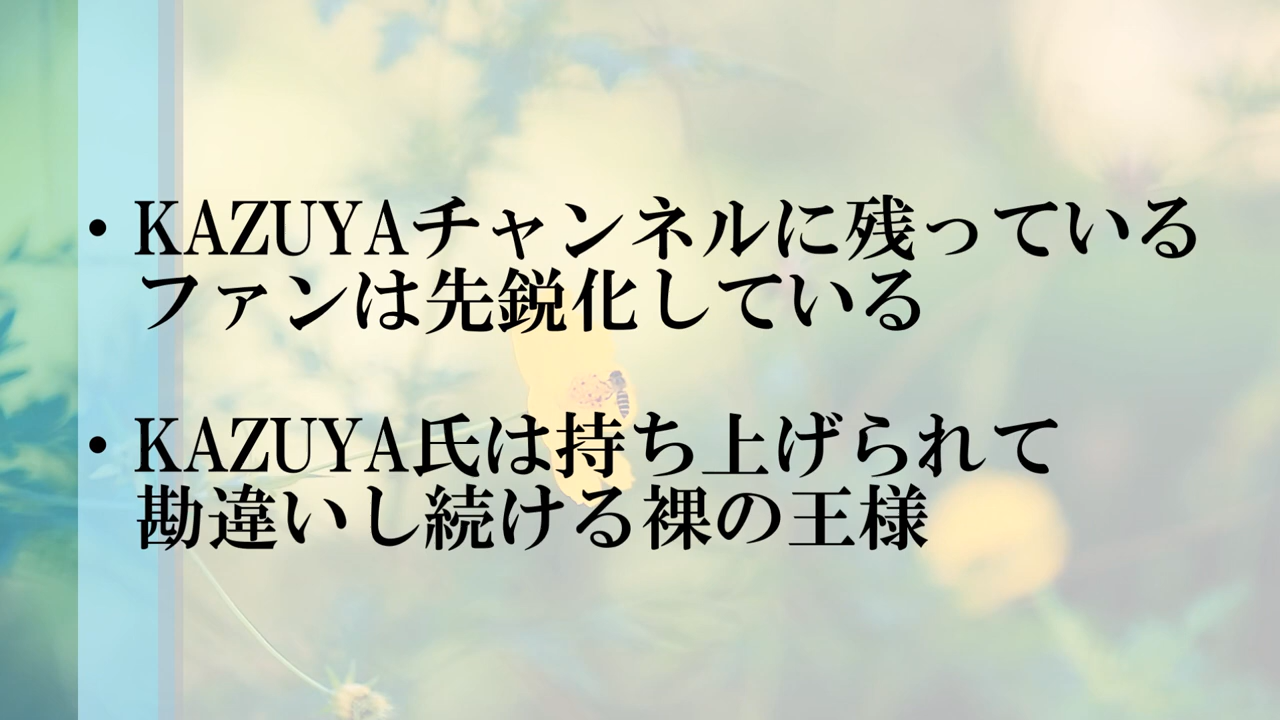 ・KAZUYAチャンネルに残っている
ファンは先鋭化している
・KAZUYA氏は持ち上げられて
勘違いし続ける裸の王様